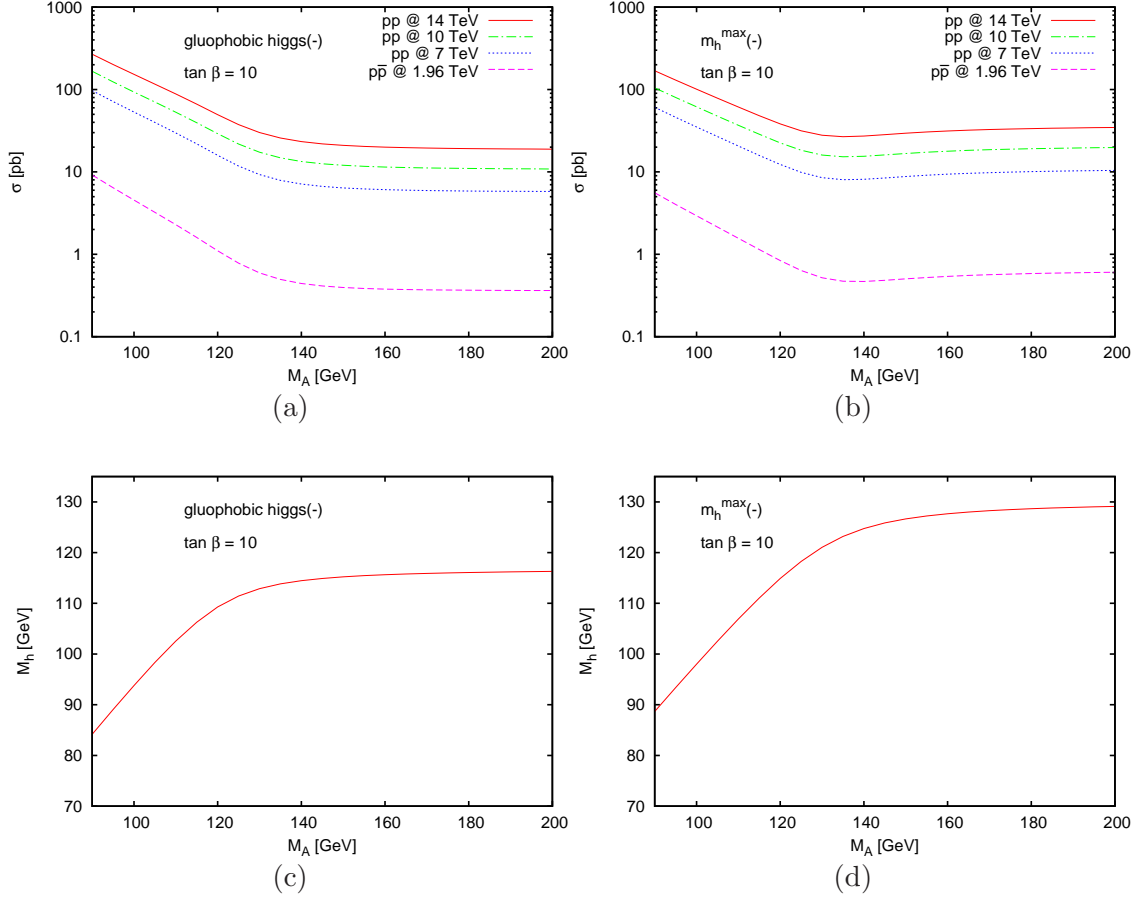 1000
100
10
1
0.1
σ [pb]
gluophobic higgs(-)
tan β = 10
pp @ 14 TeV
pp @ 10 TeV
pp @ 7 TeV
pp̅ @ 1.96 TeV
100 120 140 160 180 200
M_A [GeV]
(a)
1000
100
10
1
0.1
σ [pb]
m_h^max(-)
tan β = 10
pp @ 14 TeV
pp @ 10 TeV
pp @ 7 TeV
pp̅ @ 1.96 TeV
100 120 140 160 180 200
M_A [GeV]
(b)
130
120
110
100
90
80
70
M_h [GeV]
gluophobic higgs(-)
tan β = 10
100 120 140 160 180 200
M_A [GeV]
(c)
130
120
110
100
90
80
70
M_h [GeV]
m_h^max(-)
tan β = 10
100 120 140 160 180 200
M_A [GeV]
(d)